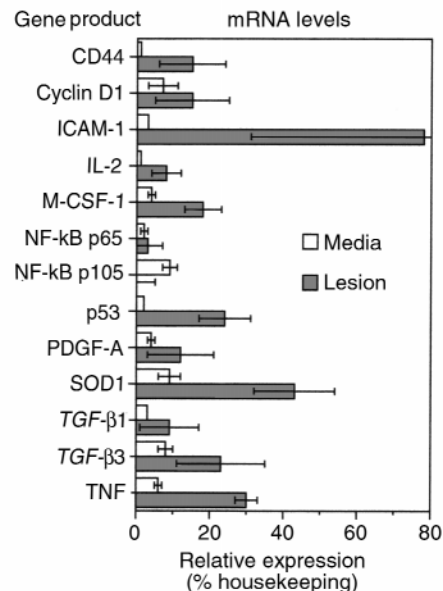 Gene product mRNA levels
CD44
Cyclin D1
ICAM-1
IL-2
M-CSF-1
NF-kB p65
NF-kB p105
p53
PDGF-A
SOD1
TGF-β1
TGF-β3
TNF
Media
Lesion
0 20 40 60 80
Relative expression
(% housekeeping)